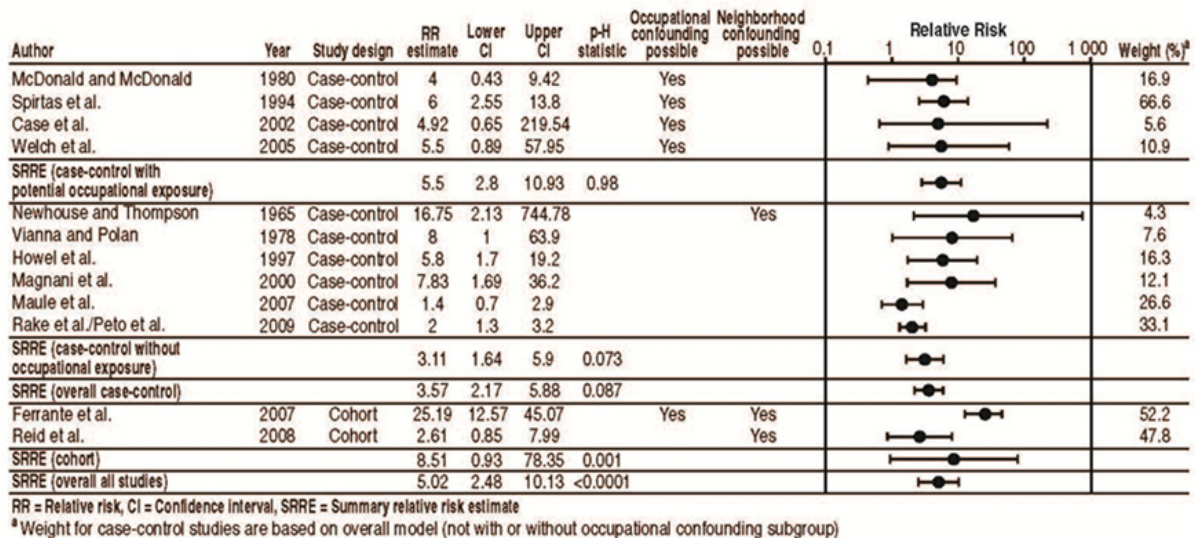 Occupational Neighborhood
RR Lower Upper p-H confounding confounding Relative Risk
Author Year Study design estimate CI CI statistic possible possible 0.1 1 10 100 1 000 Weight (%)a
McDonald and McDonald 1980 Case-control 4 0.43 9.42 Yes 16.9
Spirtas et al. 1994 Case-control 6 2.55 13.8 Yes 66.6
Case et al. 2002 Case-control 4.92 0.65 219.54 Yes 5.6
Welch et al. 2005 Case-control 5.5 0.89 57.95 Yes 10.9
SRRE (case-control with
potential occupational exposure) 5.5 2.8 10.93 0.98
Newhouse and Thompson 1965 Case-control 16.75 2.13 744.78 Yes 4.3
Vianna and Polan 1978 Case-control 8 1 63.9 7.6
Howel et al. 1997 Case-control 5.8 1.7 19.2 16.3
Magnani et al. 2000 Case-control 7.83 1.69 36.2 12.1
Maule et al. 2007 Case-control 1.4 0.7 2.9 26.6
Rake et al./Peto et al. 2009 Case-control 2 1.3 3.2 33.1
SRRE (case-control without
occupational exposure) 3.11 1.64 5.9 0.073
SRRE (overall case-control) 3.57 2.17 5.88 0.087
Ferrante et al. 2007 Cohort 25.19 12.57 45.07 Yes Yes 52.2
Reid et al. 2008 Cohort 2.61 0.85 7.99 Yes 47.8
SRRE (cohort) 8.51 0.93 78.35 0.001
SRRE (overall all studies) 5.02 2.48 10.13 <0.0001
RR = Relative risk, CI = Confidence interval, SRRE = Summary relative risk estimate
a Weight for case-control studies are based on overall model (not with or without occupational confounding subgroup)